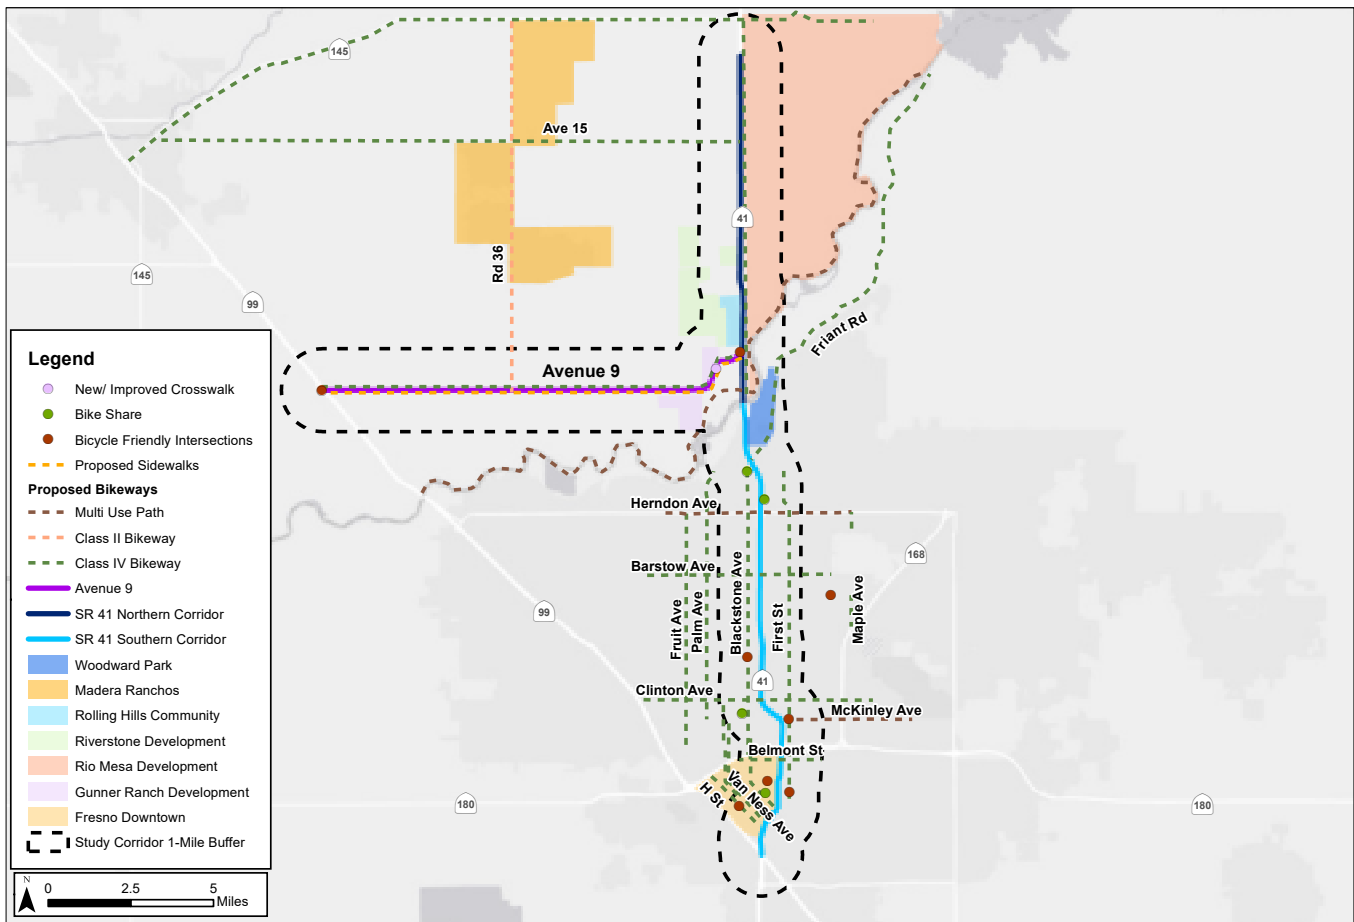 145
Ave 15
41
Rd 36
145
99
Friant Rd
Avenue 9
Legend
New/ Improved Crosswalk
Bike Share
Bicycle Friendly Intersections
Proposed Sidewalks
Proposed Bikeways
Multi Use Path
Class II Bikeway
Class IV Bikeway
Avenue 9
SR 41 Northern Corridor
SR 41 Southern Corridor
Woodward Park
Madera Ranchos
Rolling Hills Community
Riverstone Development
Rio Mesa Development
Gunner Ranch Development
Fresno Downtown
Study Corridor 1-Mile Buffer
N
0 2.5 5
Miles
Herndon Ave
168
Barstow Ave
99
Fruit Ave
Palm Ave
Blackstone Ave
First St
Maple Ave
41
Clinton Ave
McKinley Ave
Belmont St
Van Ness Ave
H St
180
180